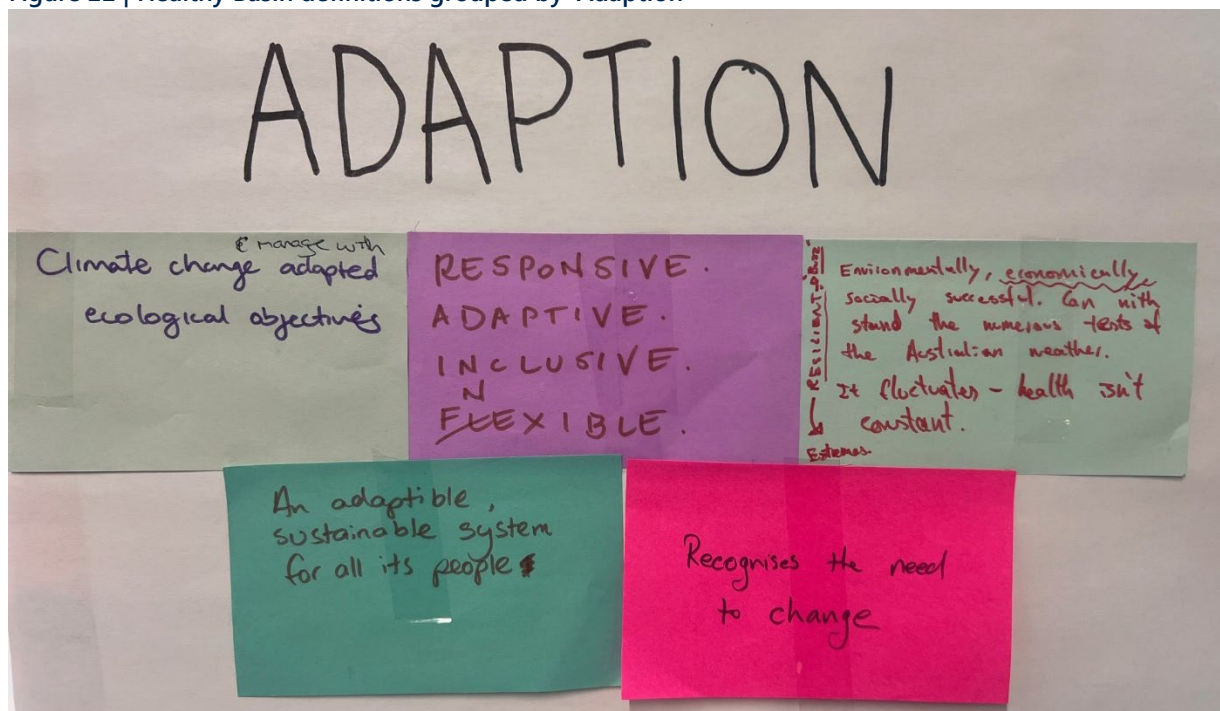 Figure 22 | Healthy Basin definitions grouped by 'Adaption'
ADAPTION
& manage with
Climate change adapted
ecological objectives
RESPONSIVE.
ADAPTIVE.
INCLUSIVE.
N
FLEXIBLE.
RESILIENT
Environmentally, economically,
socially successful. Can with
stand the numerous tests of
the Australian weather.
It fluctuates – health isn't
constant.
Extremes.
An adaptible,
sustainable system
for all its people
Recognises the need
to change